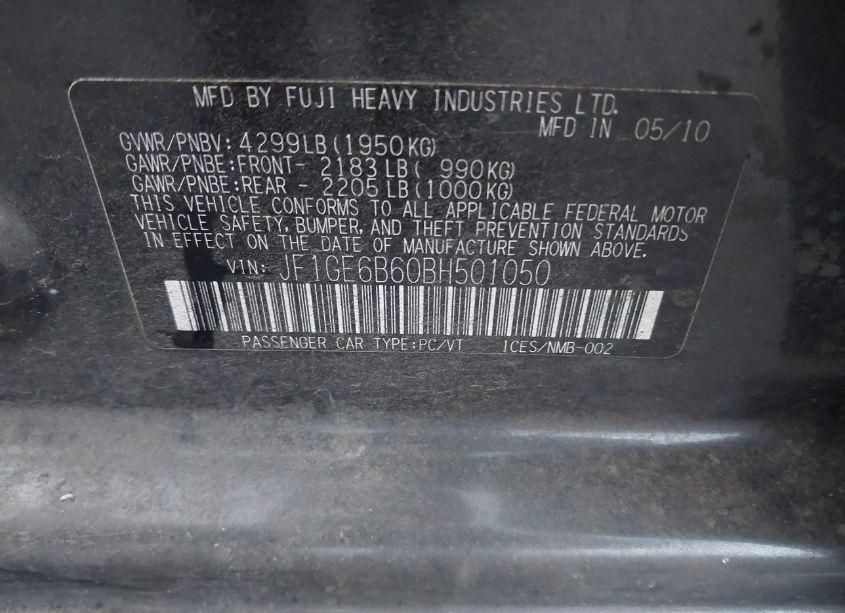 MFD BY FUJI HEAVY INDUSTRIES LTD.
MFD IN 05/10
GVWR/PNBV: 4299LB(1950KG)
GAWR/PNBE:FRONT- 2183LB( 990KG)
GAWR/PNBE:REAR - 2205LB(1000KG)
THIS VEHICLE CONFORMS TO ALL APPLICABLE FEDERAL MOTOR
VEHICLE SAFETY, BUMPER, AND THEFT PREVENTION STANDARDS
IN EFFECT ON THE DATE OF MANUFACTURE SHOWN ABOVE.
VIN: JF1GE6B60BH501050
PASSENGER CAR TYPE:PC/VT ICES/NMB-002